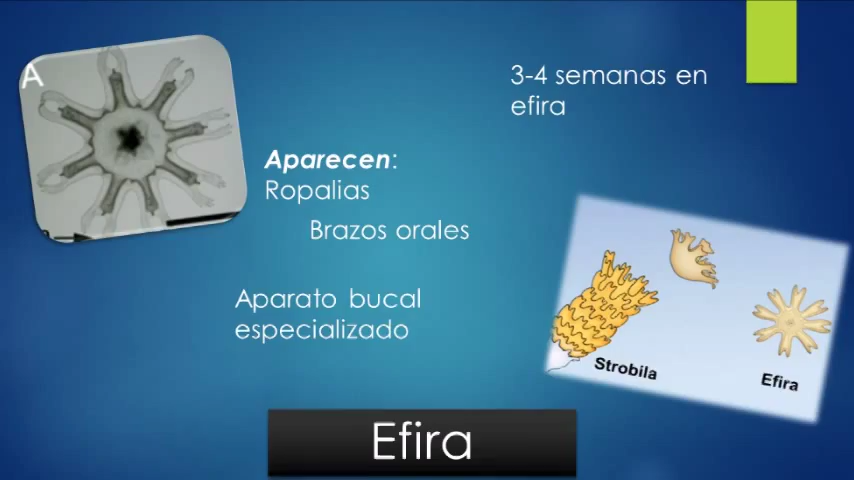 A
3-4 semanas en
efira
Aparecen:
Ropalias
Brazos orales
Aparato bucal
especializado
Strobila
Efira
Efira